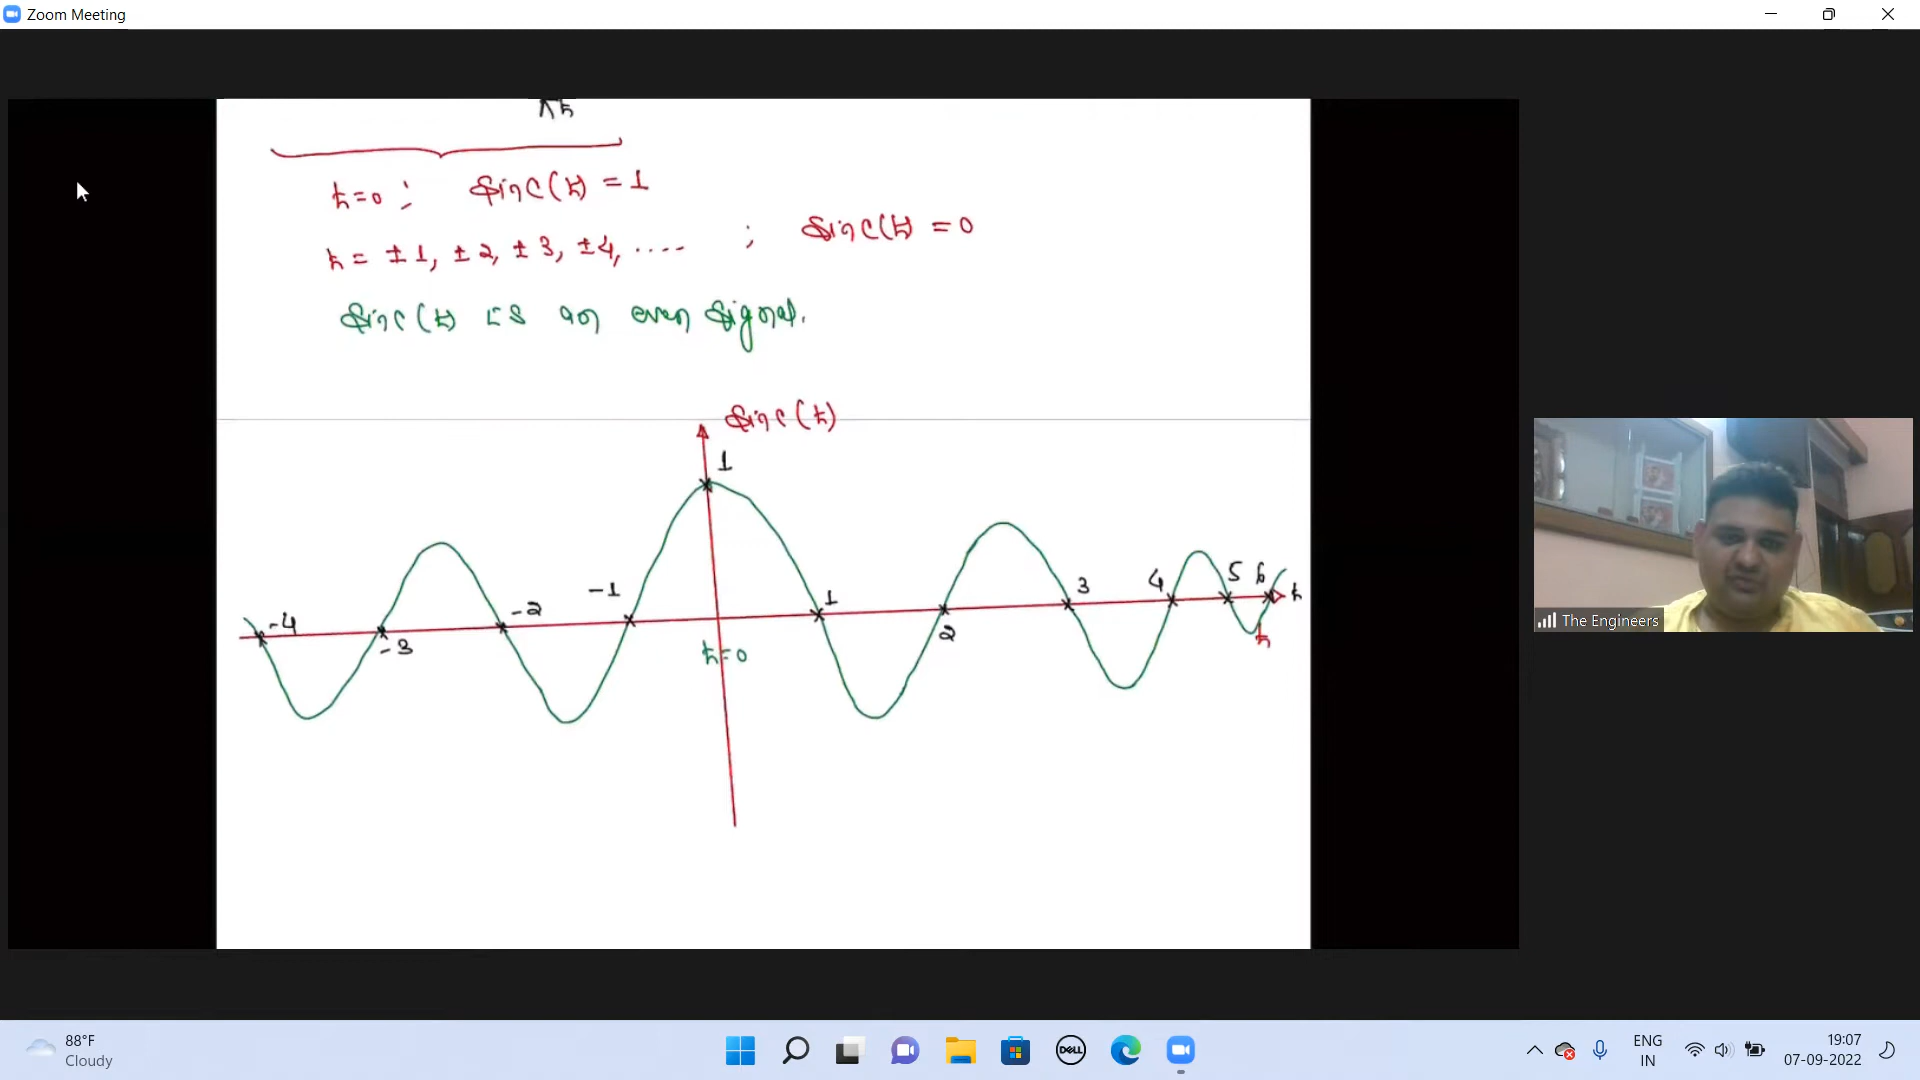 Zoom Meeting
πt
t=0 : sinc(t) = 1
t = ±1, ±2, ±3, ±4, .... ; sinc(t) = 0
sinc(t) is an even signal.
sinc(t)
1
-4 -3 -2 -1 1 2 3 4 5 6 t
t=0
t
The Engineers
88°F
Cloudy
DELL
ENG
IN
19:07
07-09-2022